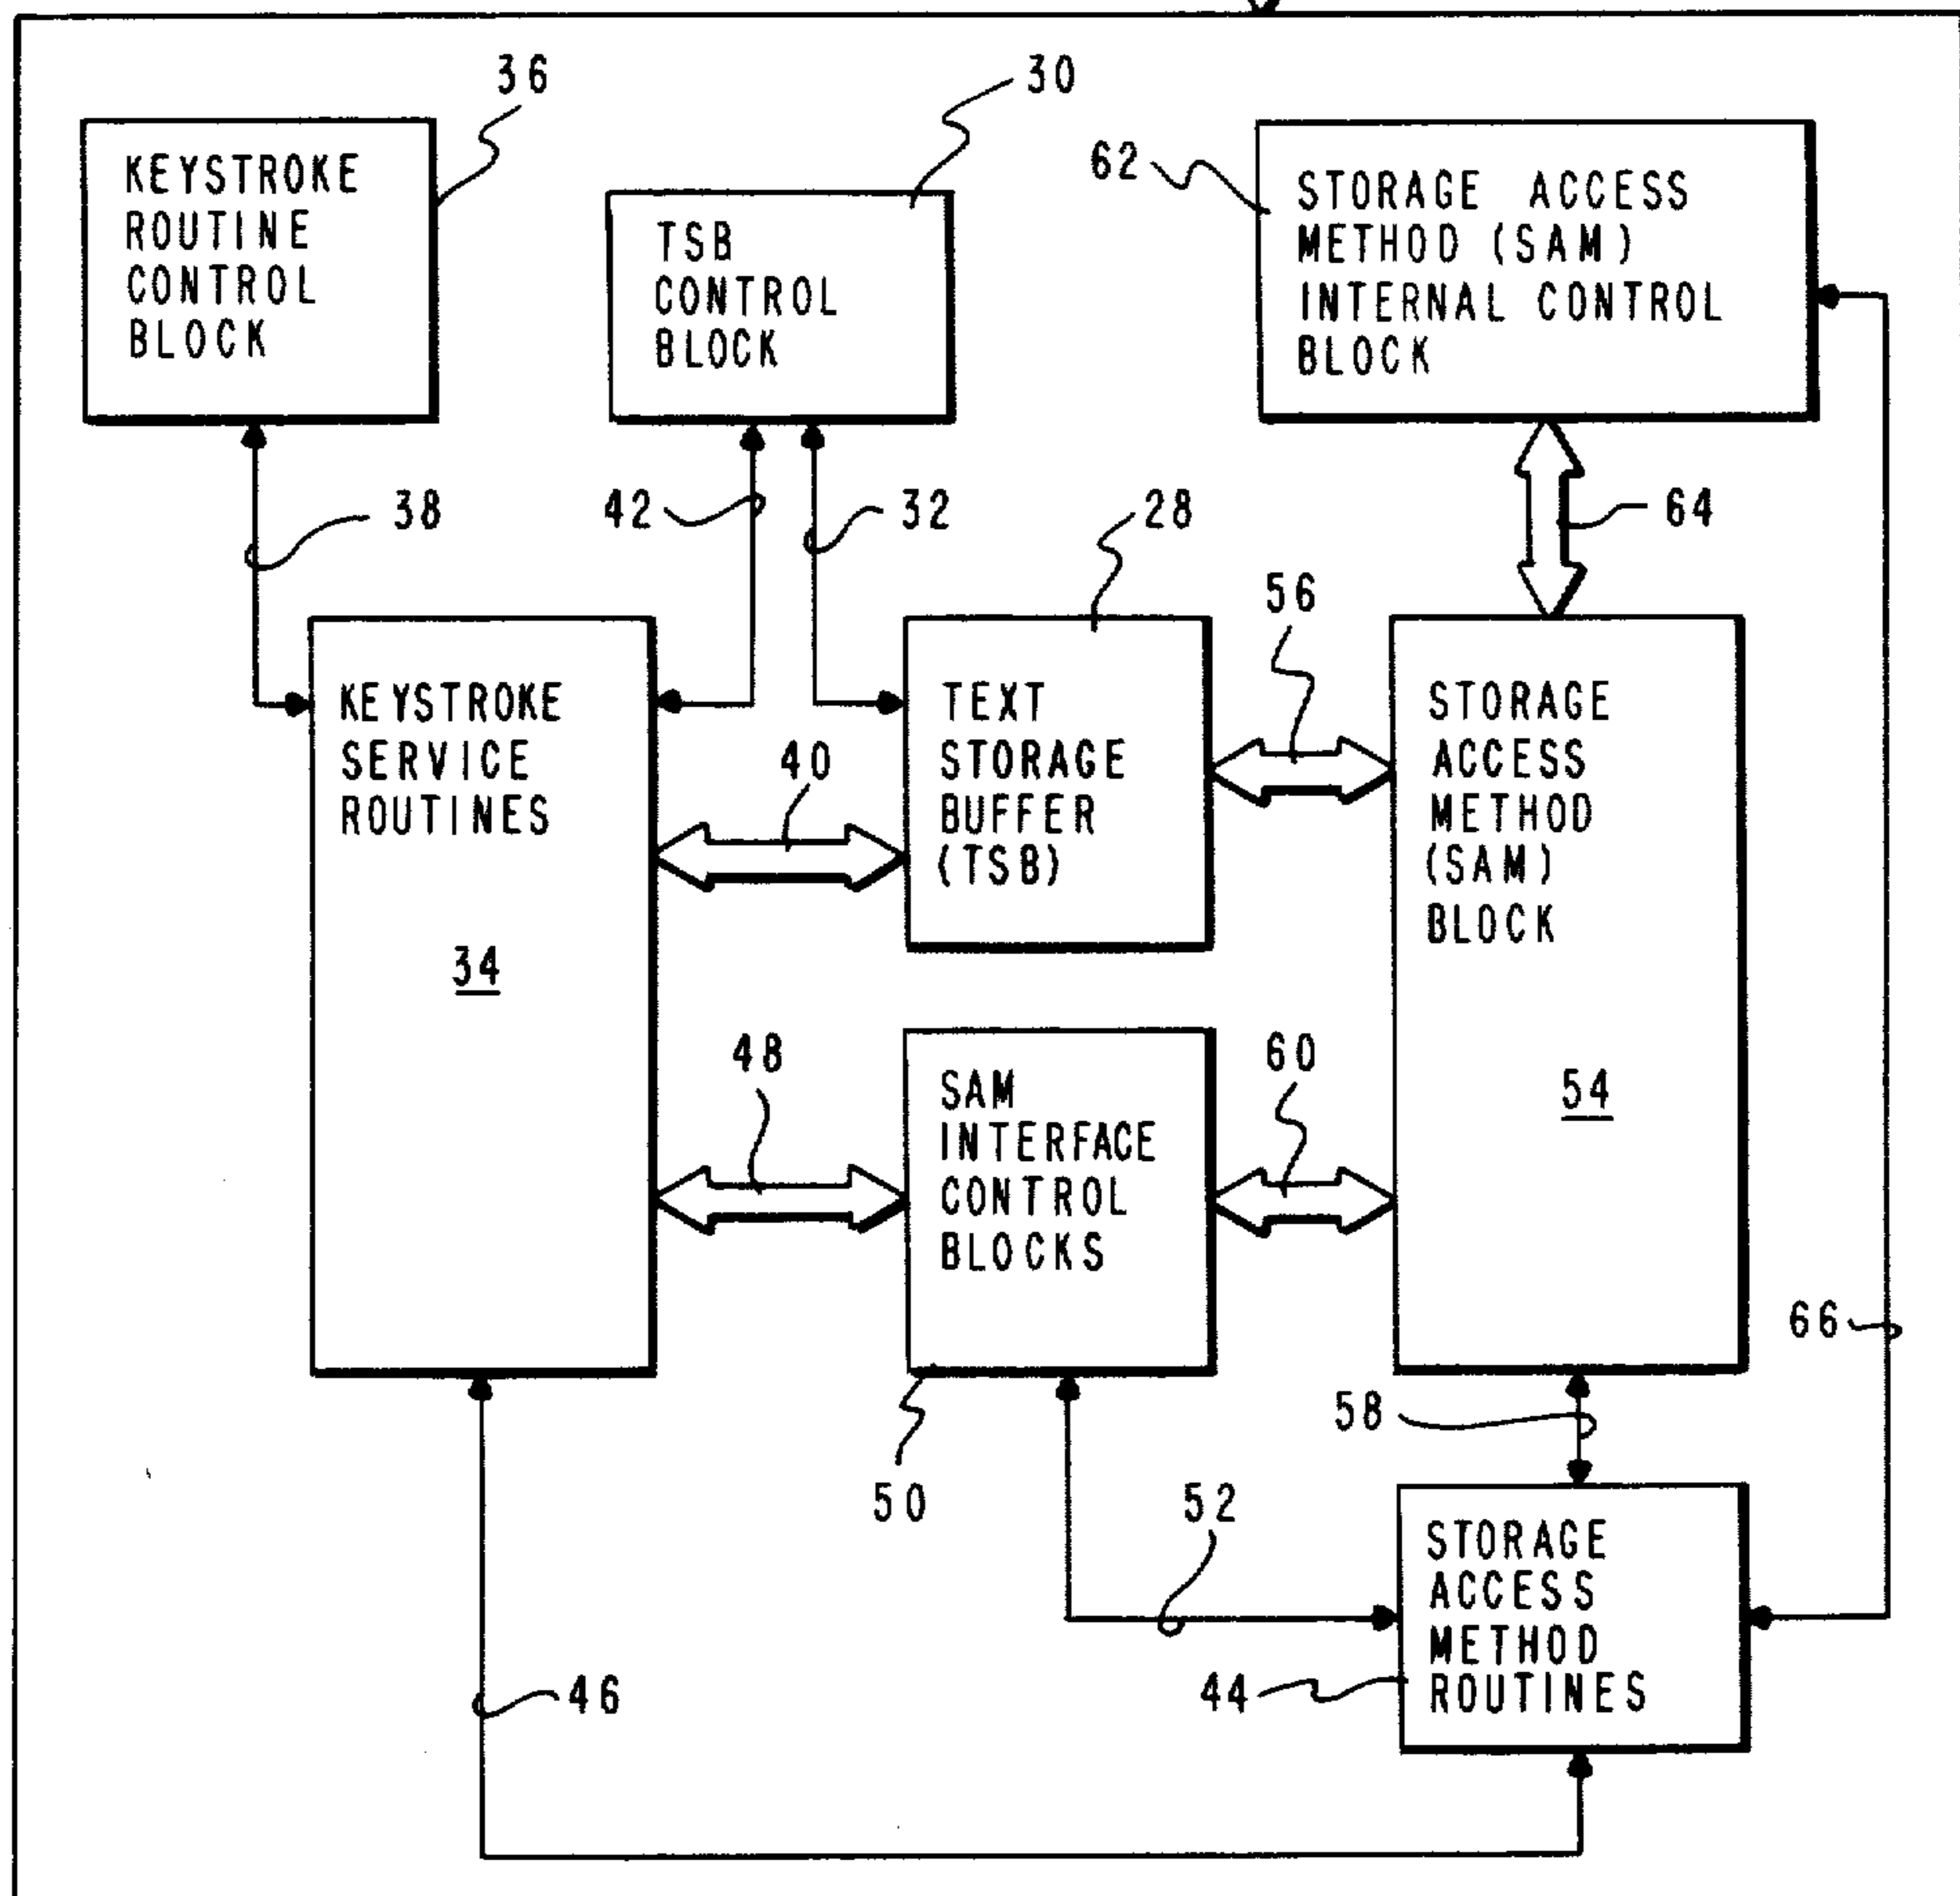 36
30
62
KEYSTROKE
ROUTINE
CONTROL
BLOCK
TSB
CONTROL
BLOCK
STORAGE ACCESS
METHOD (SAM)
INTERNAL CONTROL
BLOCK
38
42
32
28
64
56
KEYSTROKE
SERVICE
ROUTINES
34
40
TEXT
STORAGE
BUFFER
(TSB)
STORAGE
ACCESS
METHOD
(SAM)
BLOCK
54
48
SAM
INTERFACE
CONTROL
BLOCKS
60
66
58
50
52
STORAGE
ACCESS
METHOD
ROUTINES
46
44